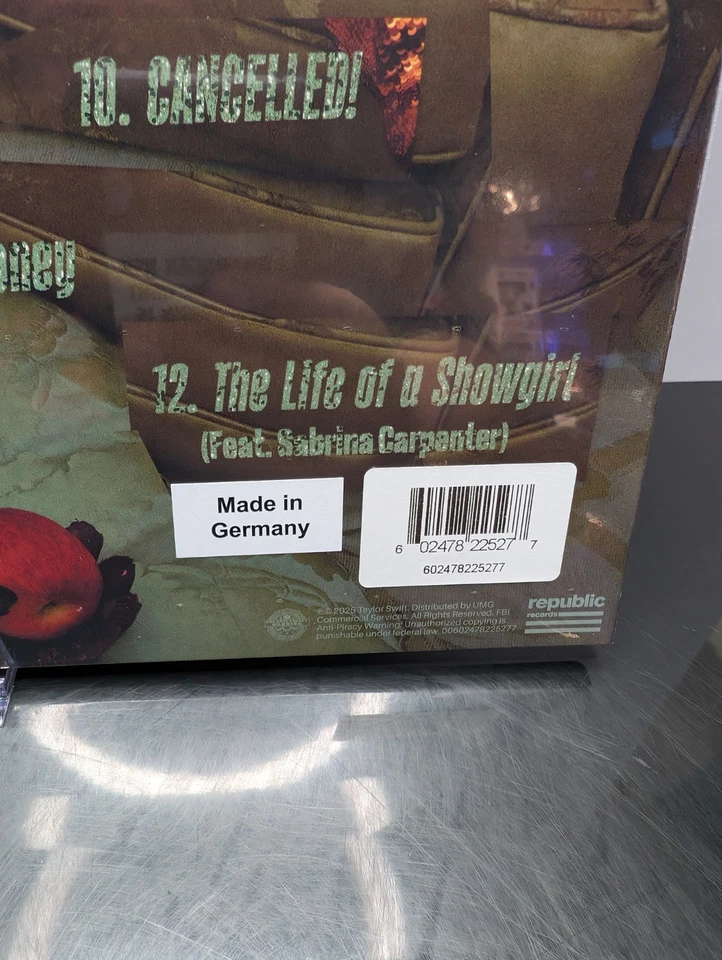 10. CANCELLED!
oney
12. The Life of a Showgirl
(Feat. Sabrina Carpenter)
Made in
Germany
6 02478 22527 7
602478225277
℗ © 2025 Taylor Swift. Distributed by UMG
Commercial Services. All Rights Reserved. FBI
Anti-Piracy Warning: Unauthorized copying is
punishable under federal law. 00602478225277
republic
records